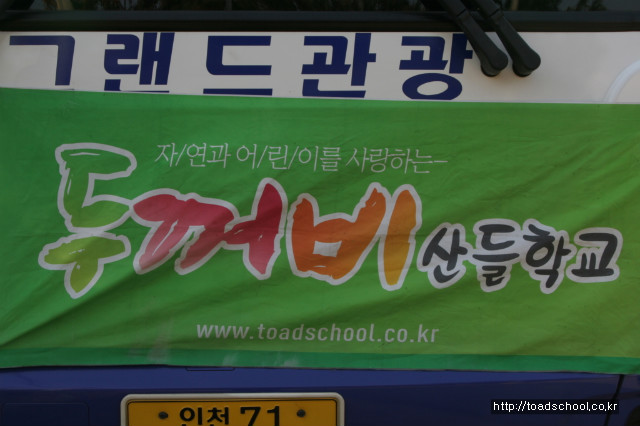 그랜드관광
자/연과 어/린/이를 사랑하는-
두꺼비산들학교
www.toadschool.co.kr
인천 71
http://toadschool.co.kr